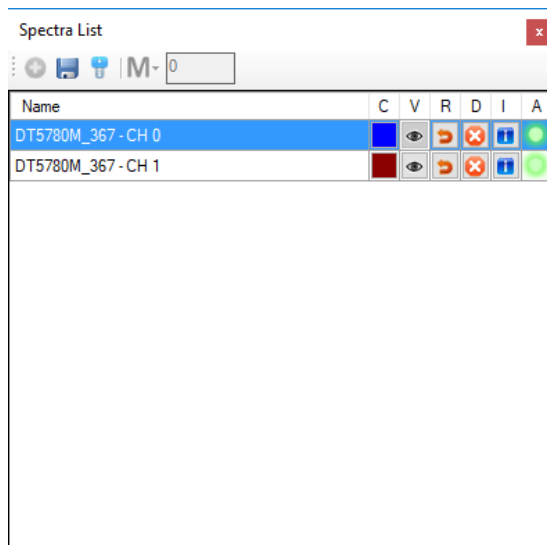 Spectra List
x
M 0
Name C V R D I A
DT5780M_367 - CH 0
DT5780M_367 - CH 1